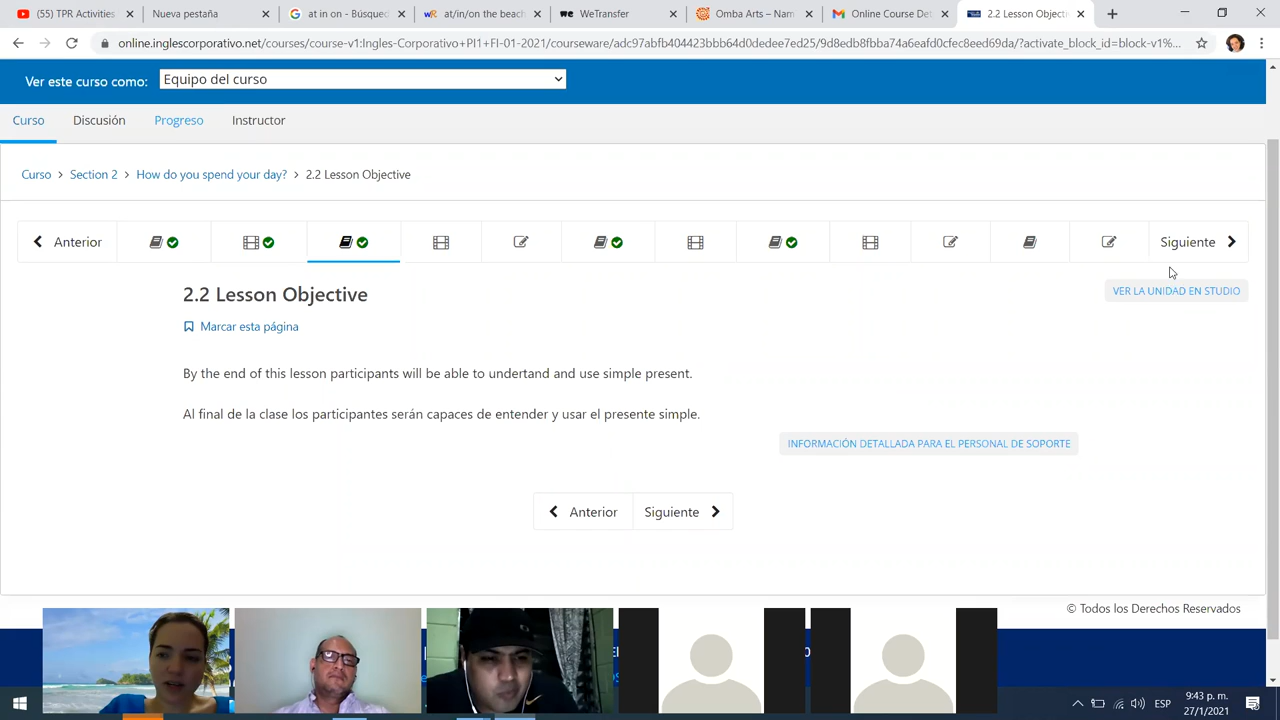 (55) TPR Activities
Nueva pestaña
at in on - Búsqued
at/in/on the beach
WeTransfer
Omba Arts – Nam
Online Course Det
2.2 Lesson Objecti
online.inglescorporativo.net/courses/course-v1:Ingles-Corporativo+PI1+FI-01-2021/courseware/adc97abfb404423bbb64d0dedee7ed25/9d8edb8fbba74a6eafd0cfec8eed69da/?activate_block_id=block-v1%...
Ver este curso como:
Equipo del curso
Curso
Discusión
Progreso
Instructor
Curso > Section 2 > How do you spend your day? > 2.2 Lesson Objective
Anterior
Siguiente
2.2 Lesson Objective
VER LA UNIDAD EN STUDIO
Marcar esta página
By the end of this lesson participants will be able to undertand and use simple present.
Al final de la clase los participantes serán capaces de entender y usar el presente simple.
INFORMACIÓN DETALLADA PARA EL PERSONAL DE SOPORTE
Anterior
Siguiente
© Todos los Derechos Reservados
ESP
9:43 p. m.
27/1/2021